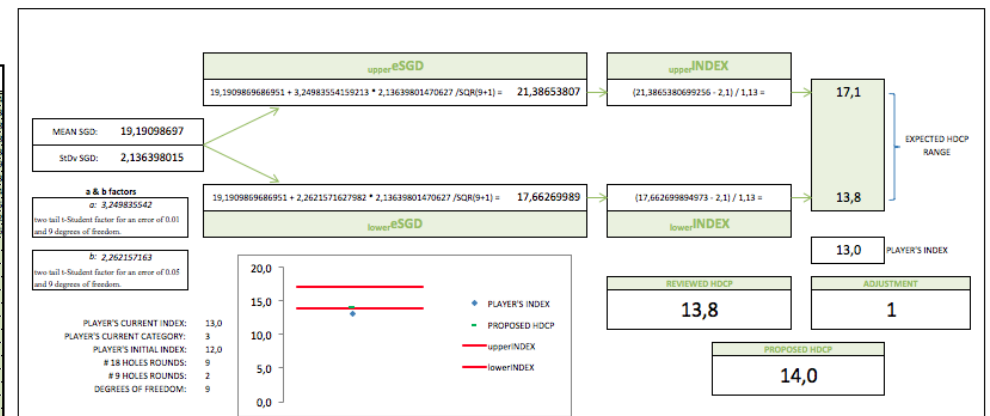 uppereSGD
upperINDEX
19,1909869686951 + 3,24983554159213 * 2,13639801470627 /SQR(9+1) = 21,38653807
(21,3865380699256 - 2,1) / 1,13 =
17,1
MEAN SGD: 19,19098697
StDv SGD: 2,136398015
EXPECTED HDCP
RANGE
a & b factors
a: 3,249835542
two tail t-Student factor for an error of 0.01
and 9 degrees of freedom.
19,1909869686951 + 2,2621571627982 * 2,13639801470627 /SQR(9+1) = 17,66269989
(17,662699894973 - 2,1) / 1,13 =
13,8
lowereSGD
lowerINDEX
b: 2,262157163
two tail t-Student factor for an error of 0.05
and 9 degrees of freedom.
13,0 PLAYER'S INDEX
20,0
15,0
10,0
5,0
0,0
PLAYER'S INDEX
PROPOSED HDCP
upperINDEX
lowerINDEX
REVIEWED HDCP
13,8
ADJUSTMENT
1
PLAYER'S CURRENT INDEX: 13,0
PLAYER'S CURRENT CATEGORY: 3
PLAYER'S INITIAL INDEX: 12,0
# 18 HOLES ROUNDS: 9
# 9 HOLES ROUNDS: 2
DEGREES OF FREEDOM: 9
PROPOSED HDCP
14,0